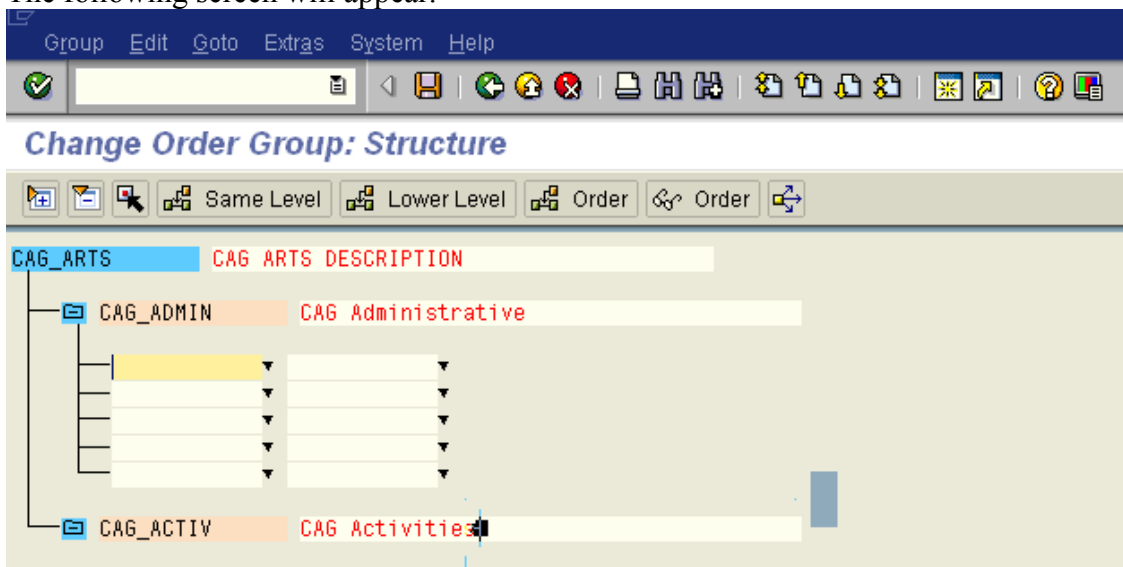 The following screen will appear.
Group Edit Goto Extras System Help
Change Order Group: Structure
Same Level Lower Level Order Order
CAG_ARTS CAG ARTS DESCRIPTION
CAG_ADMIN CAG Administrative
CAG_ACTIV CAG Activities